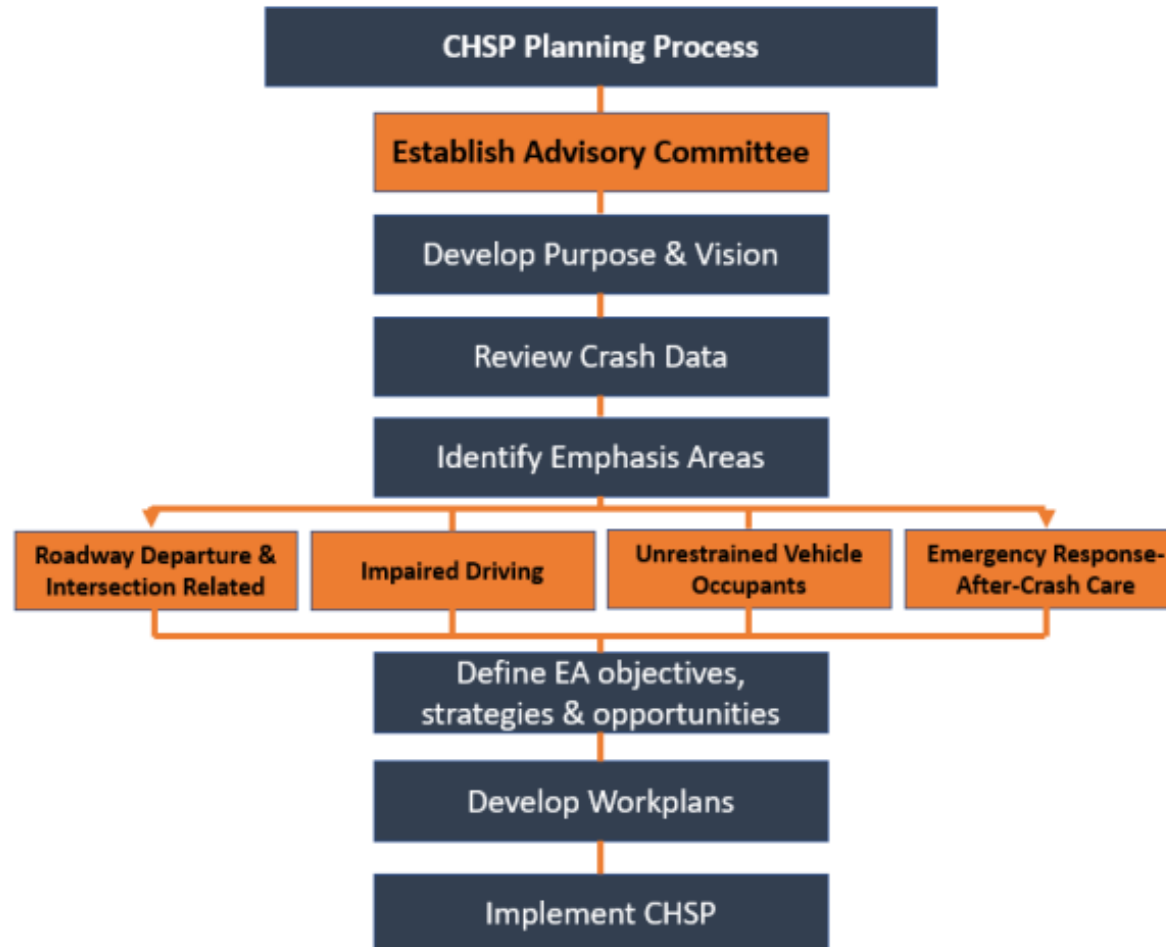 CHSP Planning Process
Establish Advisory Committee
Develop Purpose & Vision
Review Crash Data
Identify Emphasis Areas
Roadway Departure &
Intersection Related
Impaired Driving
Unrestrained Vehicle
Occupants
Emergency Response-
After-Crash Care
Define EA objectives,
strategies & opportunities
Develop Workplans
Implement CHSP